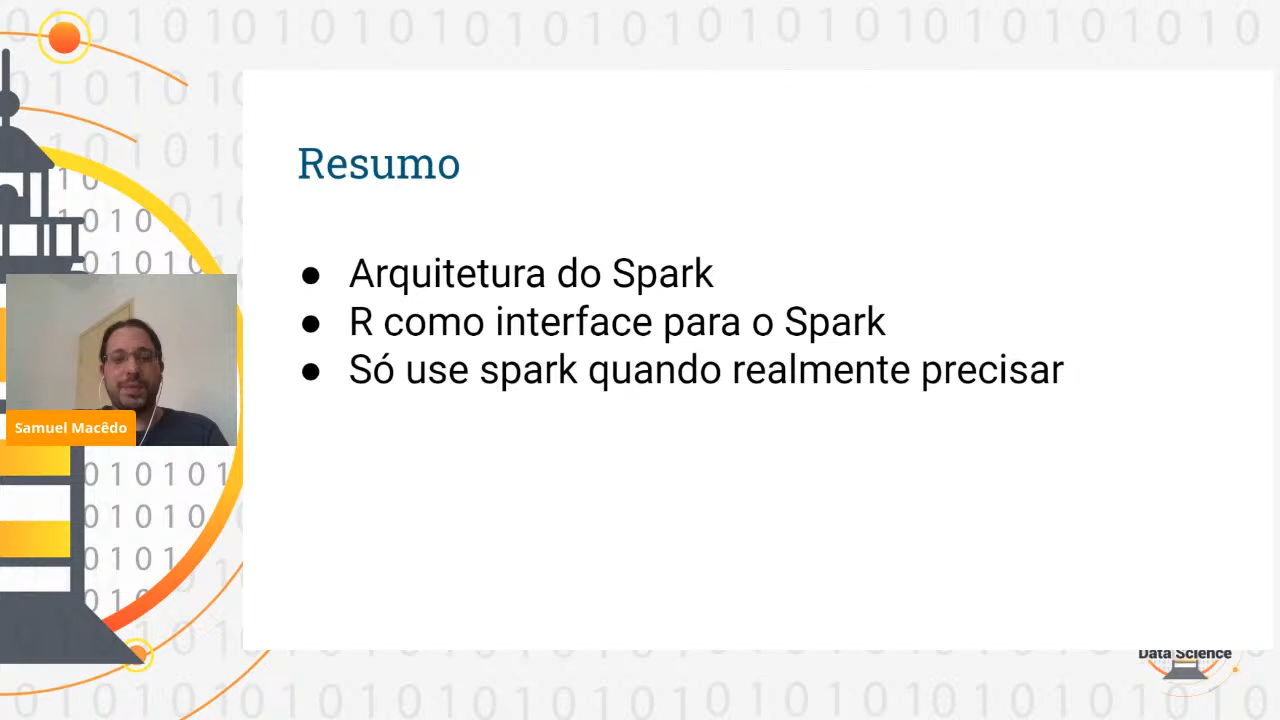 Resumo
● Arquitetura do Spark
● R como interface para o Spark
● Só use spark quando realmente precisar
Samuel Macêdo
Data Science